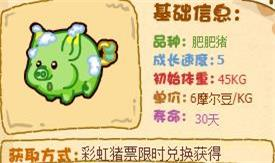 基础信息:
品种: 肥肥猪
成长速度: 5
初始体重: 45KG
单价: 6摩尔豆/KG
寿命: 30天
获取方式: 彩虹猪票限时兑换获得